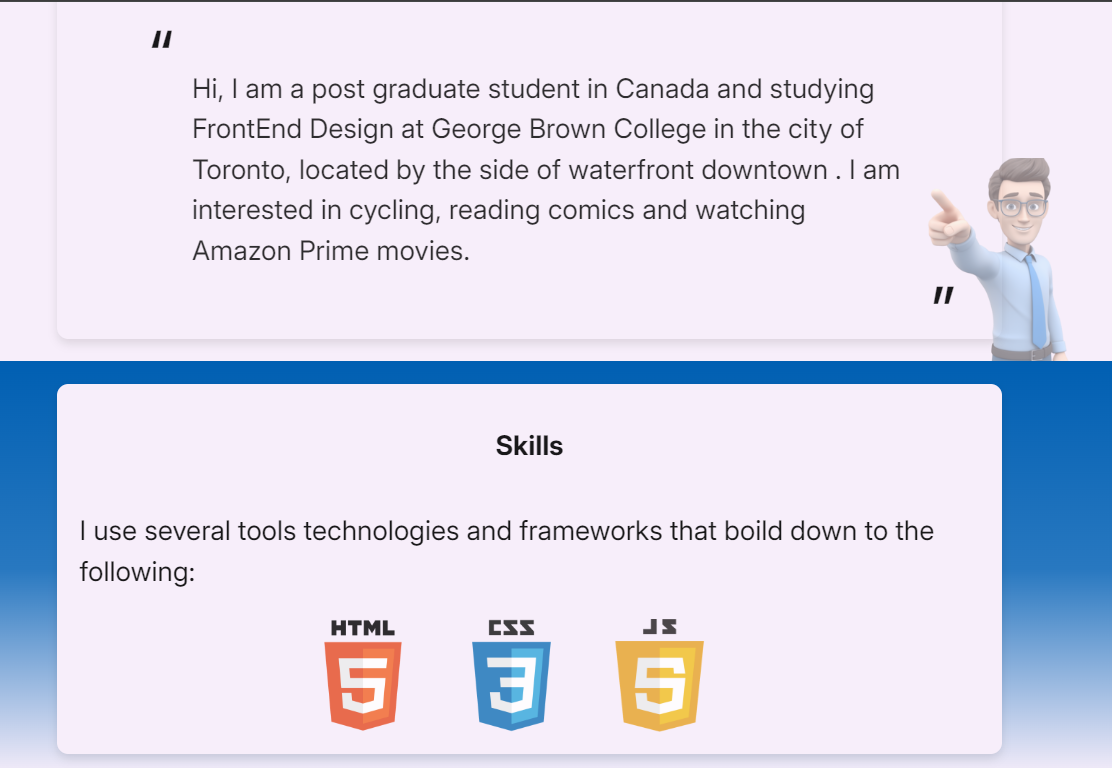 "
Hi, I am a post graduate student in Canada and studying
FrontEnd Design at George Brown College in the city of
Toronto, located by the side of waterfront downtown . I am
interested in cycling, reading comics and watching
Amazon Prime movies.
"
Skills
I use several tools technologies and frameworks that boild down to the
following:
HTML CSS JS
5 3 5